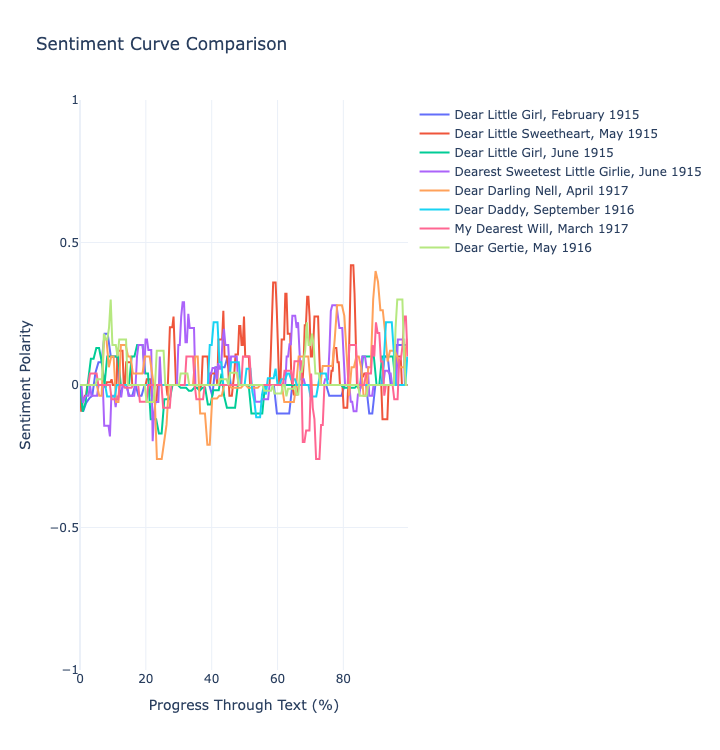 Sentiment Curve Comparison
1
0.5
0
−0.5
−1
Sentiment Polarity
0 20 40 60 80
Progress Through Text (%)
Dear Little Girl, February 1915
Dear Little Sweetheart, May 1915
Dear Little Girl, June 1915
Dearest Sweetest Little Girlie, June 1915
Dear Darling Nell, April 1917
Dear Daddy, September 1916
My Dearest Will, March 1917
Dear Gertie, May 1916